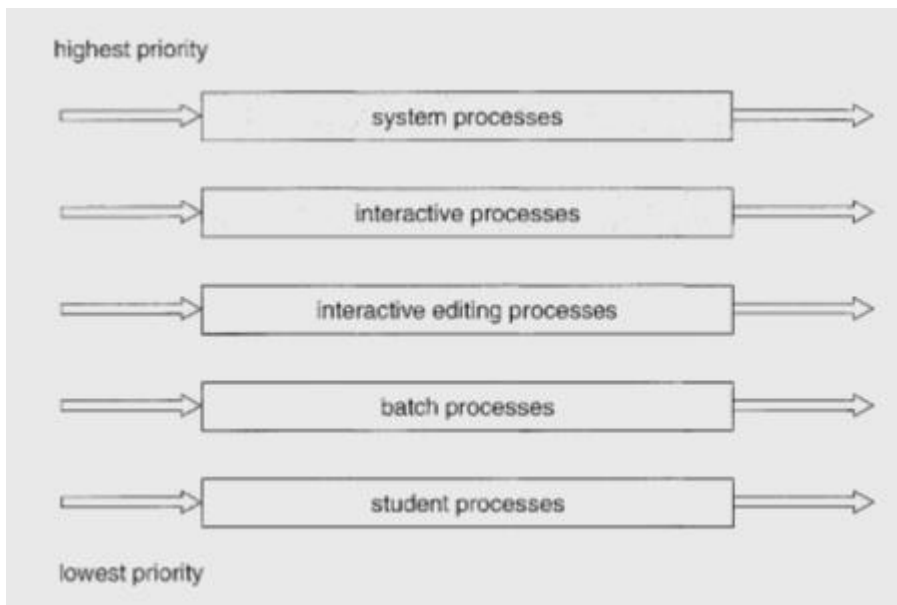 highest priority
system processes
interactive processes
interactive editing processes
batch processes
student processes
lowest priority